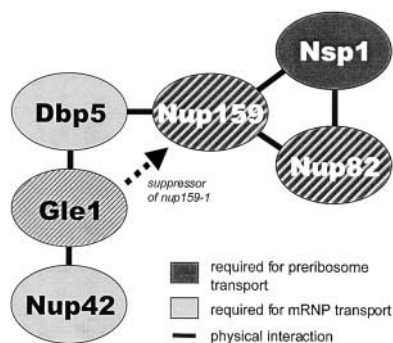 Nsp1
Dbp5
Nup159
Nup82
suppressor
of nup159-1
Gle1
Nup42
required for preribosome
transport
required for mRNP transport
physical interaction